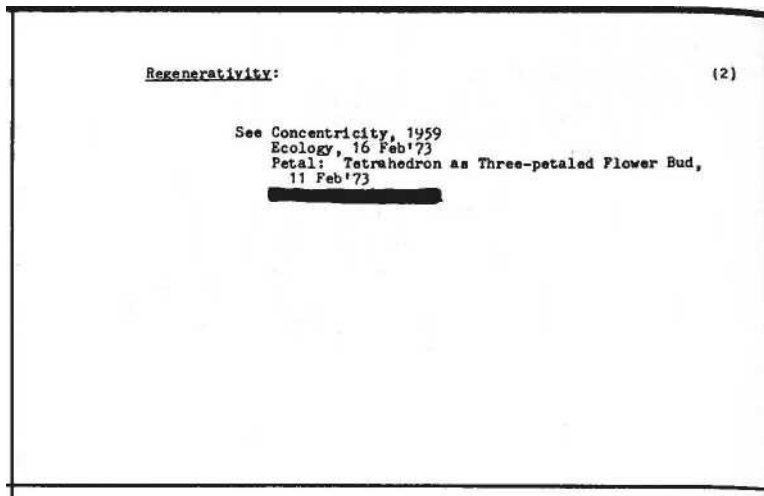 Regenerativity: (2)
See Concentricity, 1959
Ecology, 16 Feb'73
Petal: Tetrahedron as Three-petaled Flower Bud,
11 Feb'73